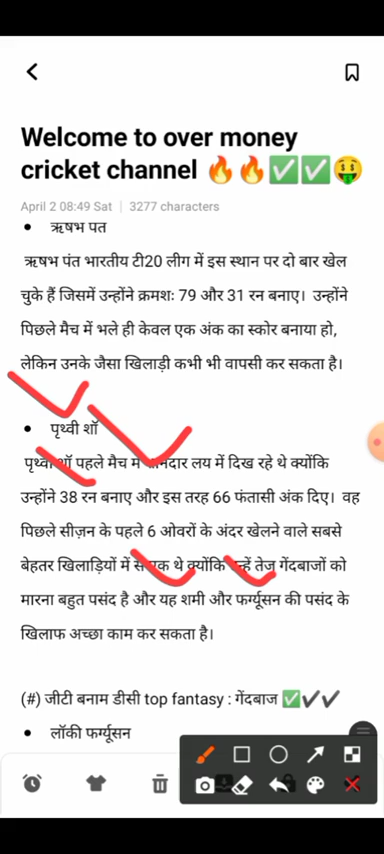 Welcome to over money
cricket channel 🔥🔥✅✅🤑
April 2 08:49 Sat | 3277 characters
• ऋषभ पंत
ऋषभ पंत भारतीय टी20 लीग में इस स्थान पर दो बार खेल
चुके हैं जिसमें उन्होंने क्रमशः 79 और 31 रन बनाए। उन्होंने
पिछले मैच में भले ही केवल एक अंक का स्कोर बनाया हो,
लेकिन उनके जैसा खिलाड़ी कभी भी वापसी कर सकता है।
• पृथ्वी शॉ
पृथ्वी शॉ पहले मैच में शानदार लय में दिख रहे थे क्योंकि
उन्होंने 38 रन बनाए और इस तरह 66 फंतासी अंक दिए। वह
पिछले सीज़न के पहले 6 ओवरों के अंदर खेलने वाले सबसे
बेहतर खिलाड़ियों में से एक थे क्योंकि उन्हें तेज गेंदबाजों को
मारना बहुत पसंद है और यह शमी और फर्ग्यूसन की पसंद के
खिलाफ अच्छा काम कर सकता है।
(#) जीटी बनाम डीसी top fantasy : गेंदबाज ✅✔✔
• लॉकी फर्ग्यूसन